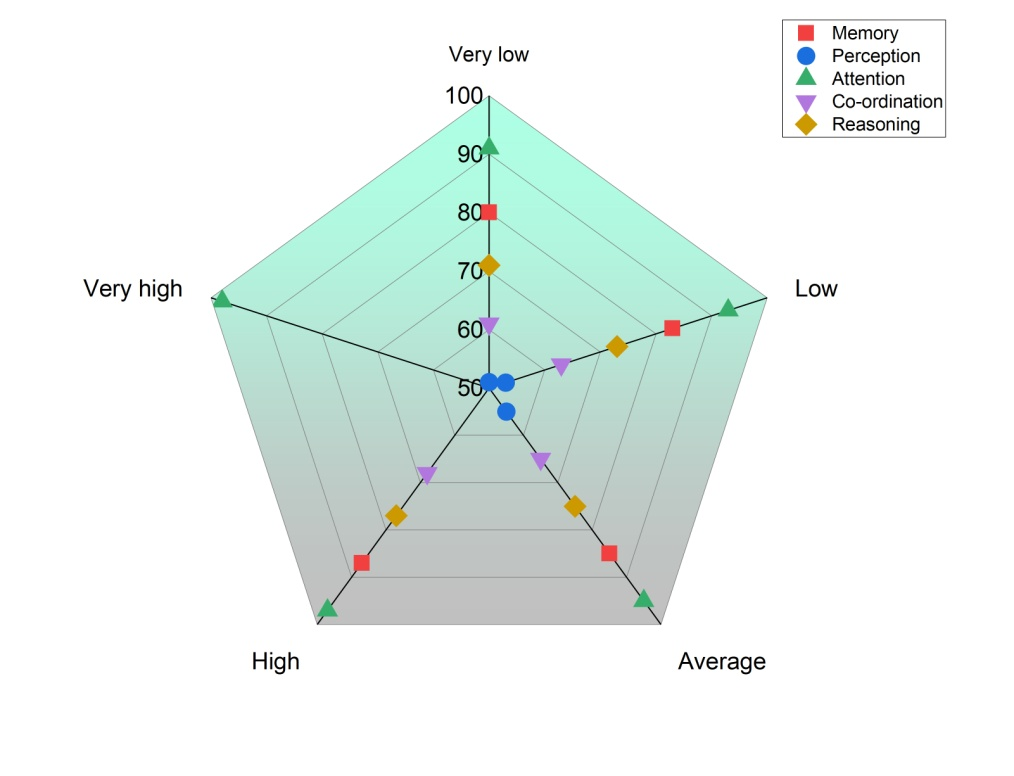 Memory
Perception
Attention
Co-ordination
Reasoning
Very low
100
90
80
70
60
50
Very high
Low
High
Average